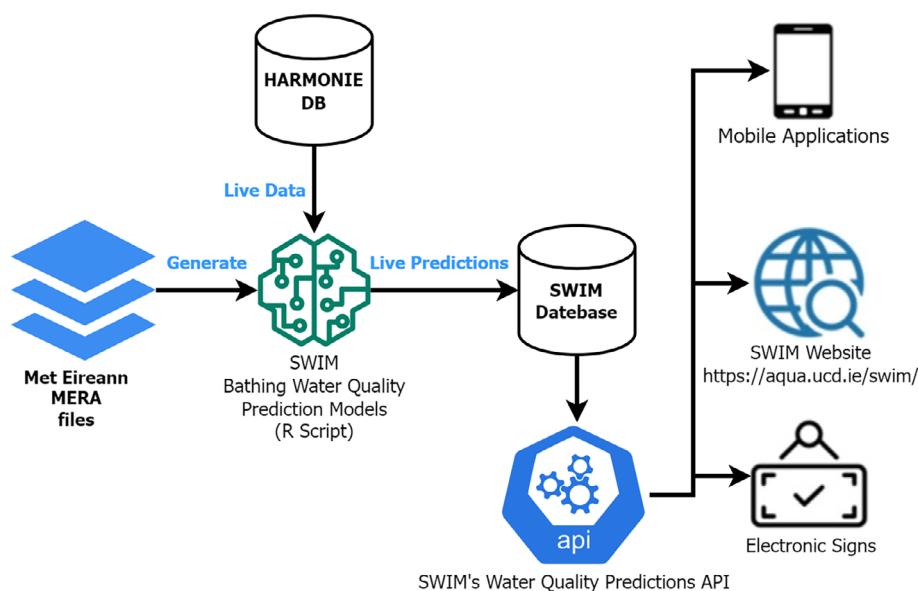 HARMONIE
DB
Live Data
Generate
Live Predictions
Met Eireann
MERA
files
SWIM
Bathing Water Quality
Prediction Models
(R Script)
SWIM
Datebase
api
SWIM's Water Quality Predictions API
Mobile Applications
SWIM Website
https://aqua.ucd.ie/swim/
Electronic Signs